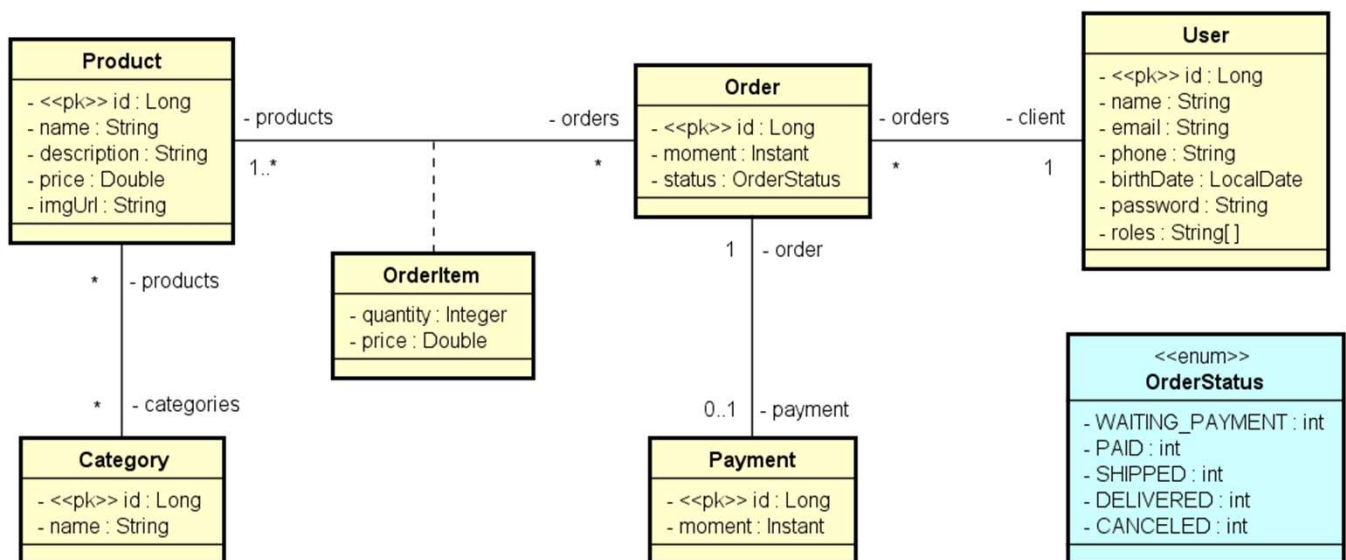 Product
- <<pk>> id : Long
- name : String
- description : String
- price : Double
- imgUrl : String
- products
1..*
- orders
*
Order
- <<pk>> id : Long
- moment : Instant
- status : OrderStatus
- orders
*
- client
1
User
- <<pk>> id : Long
- name : String
- email : String
- phone : String
- birthDate : LocalDate
- password : String
- roles : String[ ]
* - products
OrderItem
- quantity : Integer
- price : Double
1 - order
* - categories
0..1 - payment
Category
- <<pk>> id : Long
- name : String
Payment
- <<pk>> id : Long
- moment : Instant
<<enum>>
OrderStatus
- WAITING_PAYMENT : int
- PAID : int
- SHIPPED : int
- DELIVERED : int
- CANCELED : int